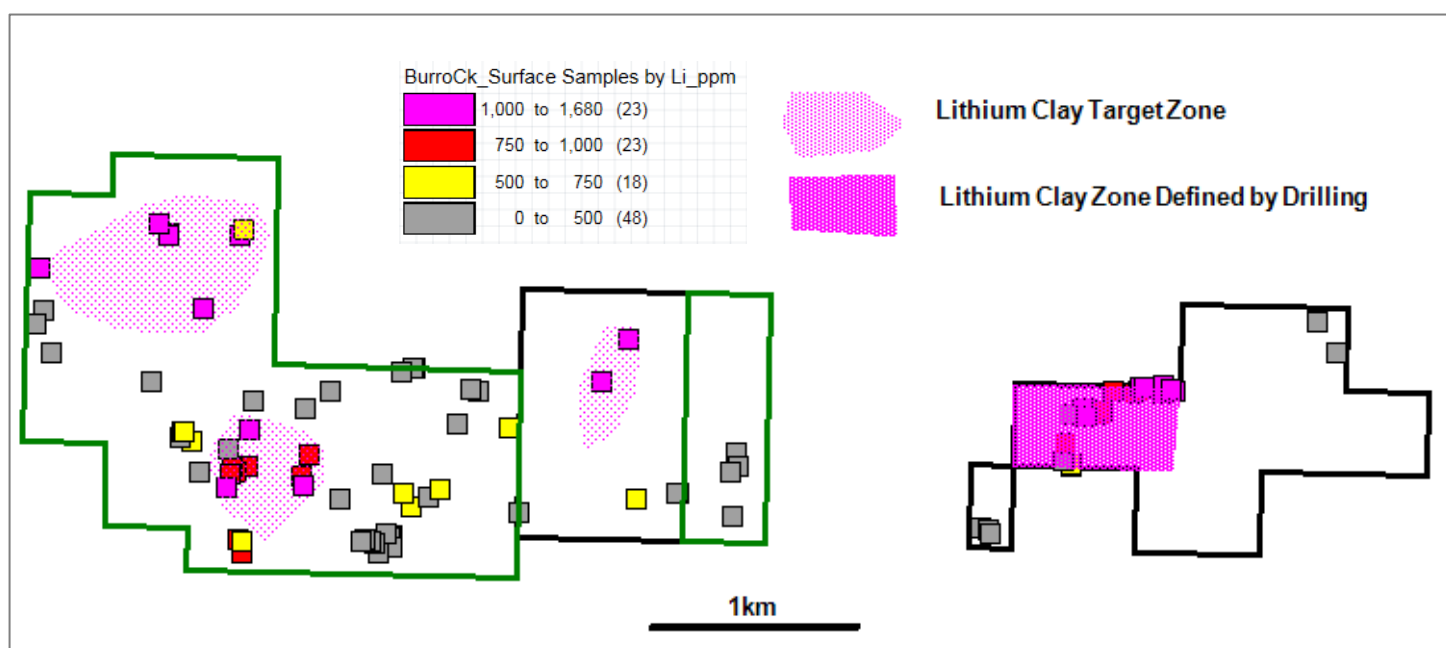 BurroCk_Surface Samples by Li_ppm
1,000 to 1,680 (23)
750 to 1,000 (23)
500 to 750 (18)
0 to 500 (48)
Lithium Clay Target Zone
Lithium Clay Zone Defined by Drilling
1km